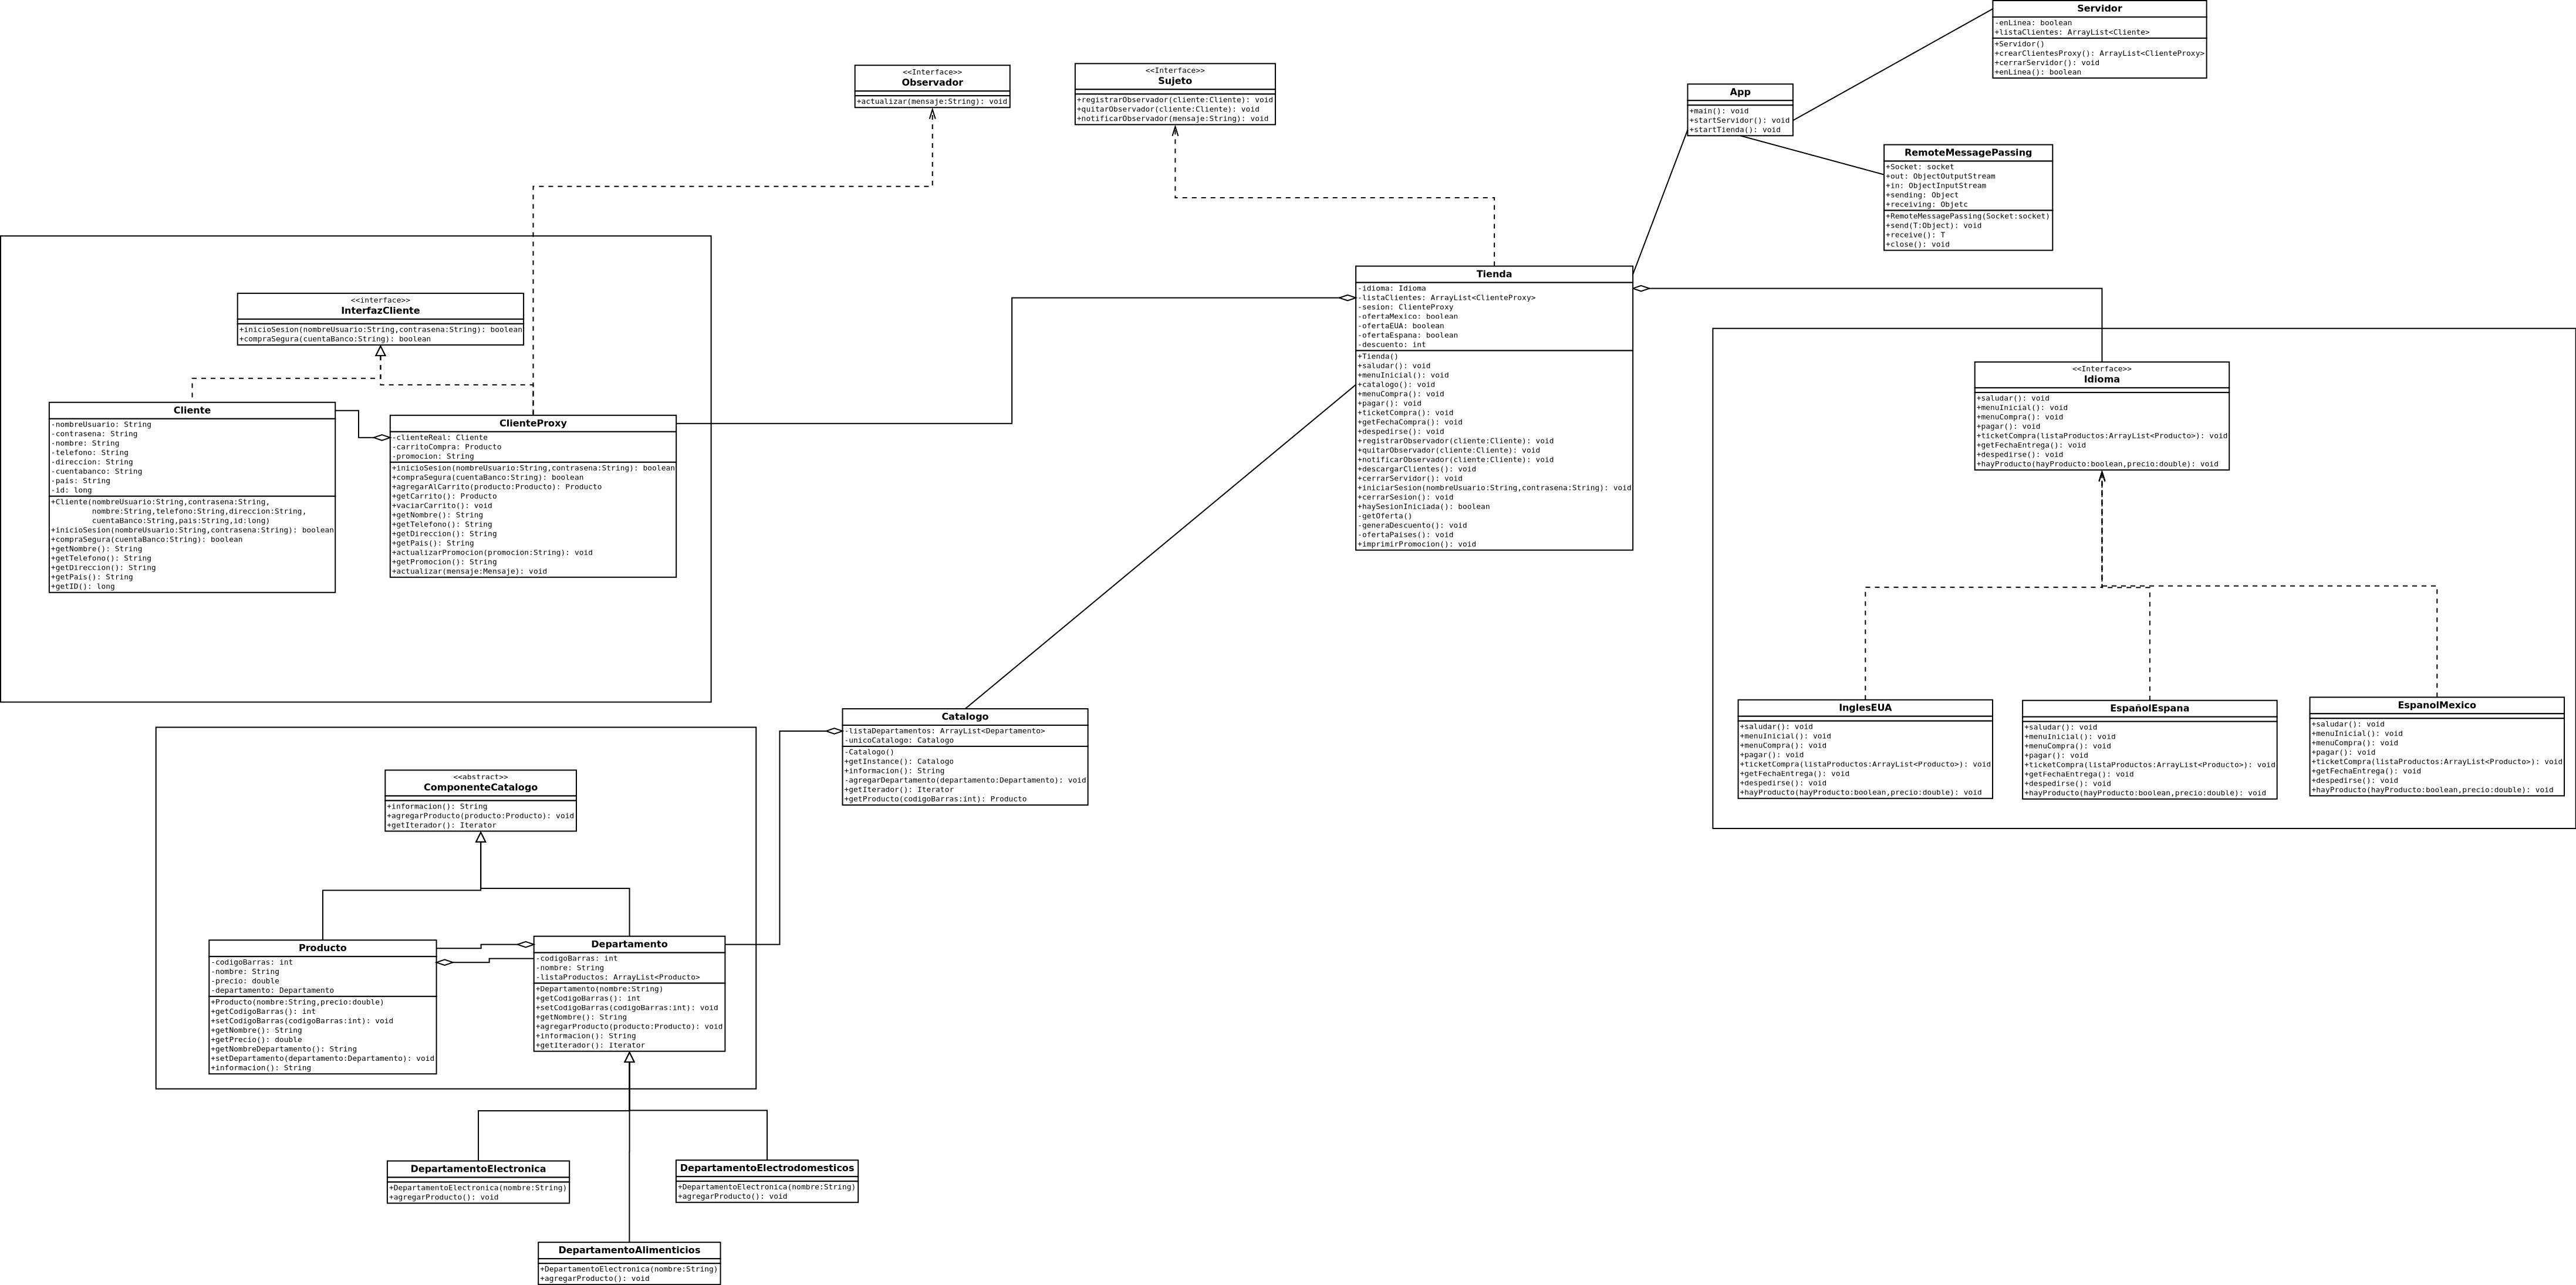 Servidor
-enLinea: boolean
+listaClientes: ArrayList<Cliente>
+Servidor()
+crearClientesProxy(): ArrayList<ClienteProxy>
+cerrarServidor(): void
+enLinea(): boolean
<<Interface>>
Observador
+actualizar(mensaje:String): void
<<Interface>>
Sujeto
+registrarObservador(cliente:Cliente): void
+quitarObservador(cliente:Cliente): void
+notificarObservador(mensaje:String): void
App
+main(): void
+startServidor(): void
+startTienda(): void
RemoteMessagePassing
+Socket: socket
+out: ObjectOutputStream
+in: ObjectInputStream
+sending: Object
+receiving: Objetc
+RemoteMessagePassing(Socket:socket)
+send(T:Object): void
+receive(): T
+close(): void
<<interface>>
InterfazCliente
+inicioSesion(nombreUsuario:String,contrasena:String): boolean
+compraSegura(cuentaBanco:String): boolean
Cliente
-nombreUsuario: String
-contrasena: String
-nombre: String
-telefono: String
-direccion: String
-cuentabanco: String
-pais: String
-id: long
+Cliente(nombreUsuario:String,contrasena:String,
nombre:String,telefono:String,direccion:String,
cuentaBanco:String,pais:String,id:long)
+inicioSesion(nombreUsuario:String,contrasena:String): boolean
+compraSegura(cuentaBanco:String): boolean
+getNombre(): String
+getTelefono(): String
+getDireccion(): String
+getPais(): String
+getID(): long
ClienteProxy
-clienteReal: Cliente
-carritoCompra: Producto
-promocion: String
+inicioSesion(nombreUsuario:String,contrasena:String): boolean
+compraSegura(cuentaBanco:String): boolean
+agregarAlCarrito(producto:Producto): Producto
+getCarrito(): Producto
+vaciarCarrito(): void
+getNombre(): String
+getTelefono(): String
+getDireccion(): String
+getPais(): String
+actualizarPromocion(promocion:String): void
+getPromocion(): String
+actualizar(mensaje:Mensaje): void
Tienda
-idioma: Idioma
-listaClientes: ArrayList<ClienteProxy>
-sesion: ClienteProxy
-ofertaMexico: boolean
-ofertaEUA: boolean
-ofertaEspana: boolean
-descuento: int
+Tienda()
+saludar(): void
+menuInicial(): void
+catalogo(): void
+menuCompra(): void
+pagar(): void
+ticketCompra(): void
+getFechaCompra(): void
+despedirse(): void
+registrarObservador(cliente:Cliente): void
+quitarObservador(cliente:Cliente): void
+notificarObservador(cliente:Cliente): void
+descargarClientes(): void
+cerrarServidor(): void
+iniciarSesion(nombreUsuario:String,contrasena:String): void
+cerrarSesion(): void
+haySesionIniciada(): boolean
-getOferta()
-generaDescuento(): void
-ofertaPaises(): void
+imprimirPromocion(): void
<<Interface>>
Idioma
+saludar(): void
+menuInicial(): void
+menuCompra(): void
+pagar(): void
+ticketCompra(listaProductos:ArrayList<Producto>): void
+getFechaEntrega(): void
+despedirse(): void
+hayProducto(hayProducto:boolean,precio:double): void
InglesEUA
+saludar(): void
+menuInicial(): void
+menuCompra(): void
+pagar(): void
+ticketCompra(listaProductos:ArrayList<Producto>): void
+getFechaEntrega(): void
+despedirse(): void
+hayProducto(hayProducto:boolean,precio:double): void
EspañolEspana
+saludar(): void
+menuInicial(): void
+menuCompra(): void
+pagar(): void
+ticketCompra(listaProductos:ArrayList<Producto>): void
+getFechaEntrega(): void
+despedirse(): void
+hayProducto(hayProducto:boolean,precio:double): void
EspanolMexico
+saludar(): void
+menuInicial(): void
+menuCompra(): void
+pagar(): void
+ticketCompra(listaProductos:ArrayList<Producto>): void
+getFechaEntrega(): void
+despedirse(): void
+hayProducto(hayProducto:boolean,precio:double): void
Catalogo
-listaDepartamentos: ArrayList<Departamento>
-unicoCatalogo: Catalogo
-Catalogo()
+getInstance(): Catalogo
+informacion(): String
-agregarDepartamento(departamento:Departamento): void
+getIterador(): Iterator
+getProducto(codigoBarras:int): Producto
<<abstract>>
ComponenteCatalogo
+informacion(): String
+agregarProducto(producto:Producto): void
+getIterador(): Iterator
Producto
-codigoBarras: int
-nombre: String
-precio: double
-departamento: Departamento
+Producto(nombre:String,precio:double)
+getCodigoBarras(): int
+setCodigoBarras(codigoBarras:int): void
+getNombre(): String
+getPrecio(): double
+getNombreDepartamento(): String
+setDepartamento(departamento:Departamento): void
+informacion(): String
Departamento
-codigoBarras: int
-nombre: String
-listaProductos: ArrayList<Producto>
+Departamento(nombre:String)
+getCodigoBarras(): int
+setCodigoBarras(codigoBarras:int): void
+getNombre(): String
+agregarProducto(producto:Producto): void
+informacion(): String
+getIterador(): Iterator
DepartamentoElectronica
+DepartamentoElectronica(nombre:String)
+agregarProducto(): void
DepartamentoElectrodomesticos
+DepartamentoElectronica(nombre:String)
+agregarProducto(): void
DepartamentoAlimenticios
+DepartamentoElectronica(nombre:String)
+agregarProducto(): void